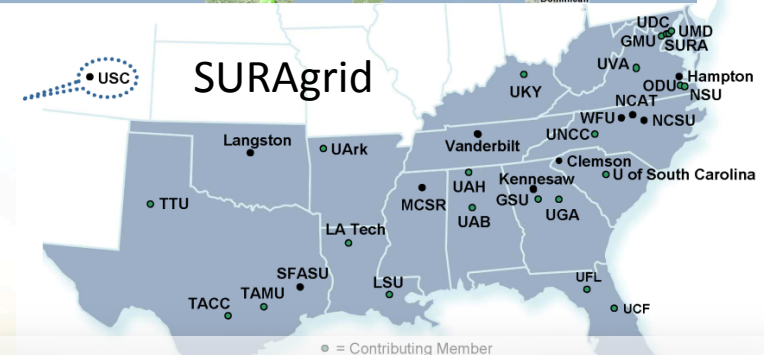 Dominican
UDC
UMD
GMU
SURA
USC
SURAgrid
UVA
Hampton
UKY
ODU
NSU
NCAT
WFU
NCSU
UNCC
Langston
UArk
Vanderbilt
Clemson
UAH
Kennesaw
U of South Carolina
TTU
MCSR
GSU
UGA
UAB
LA Tech
SFASU
LSU
UFL
TAMU
TACC
UCF
= Contributing Member